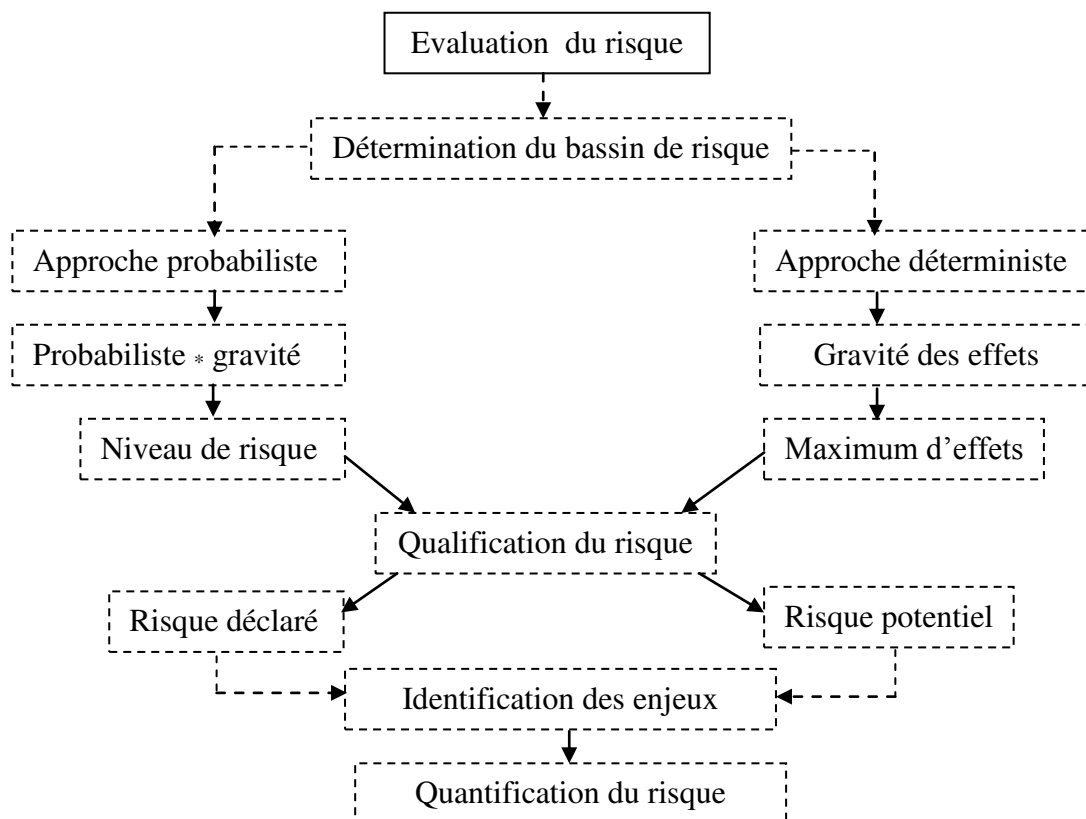 Evaluation du risque
Détermination du bassin de risque
Approche probabiliste
Approche déterministe
Probabiliste * gravité
Gravité des effets
Niveau de risque
Maximum d’effets
Qualification du risque
Risque déclaré
Risque potentiel
Identification des enjeux
Quantification du risque